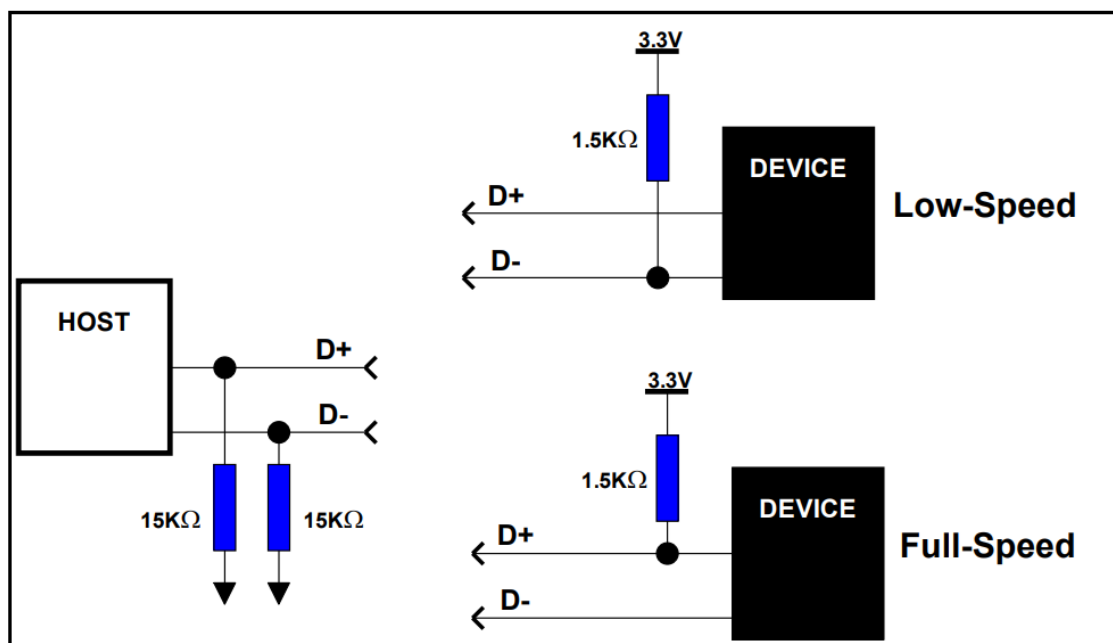 3.3V
1.5KΩ
DEVICE
D+
Low-Speed
D-
HOST
D+
D-
15KΩ 15KΩ
3.3V
1.5KΩ
DEVICE
D+
Full-Speed
D-